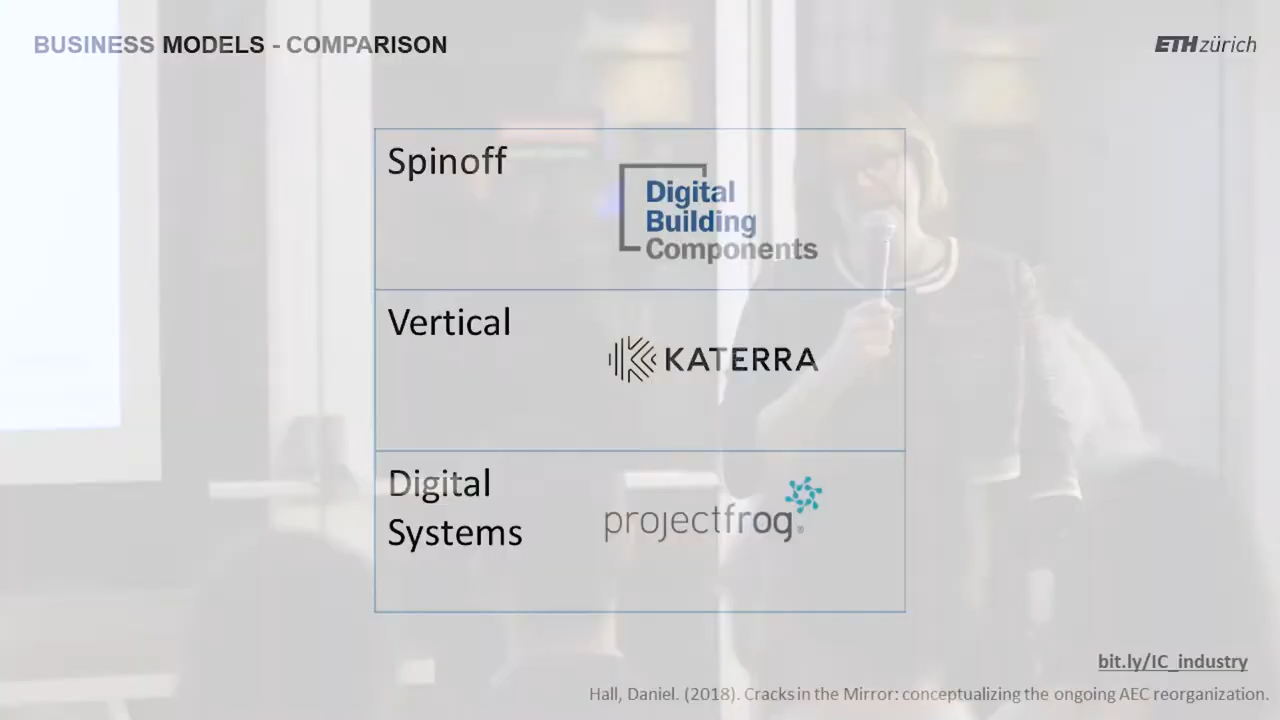 BUSINESS MODELS - COMPARISON
ETH zürich
Spinoff
Digital
Building
Components
Vertical
KATERRA
Digital
Systems
projectfrog®
bit.ly/IC_industry
Hall, Daniel. (2018). Cracks in the Mirror: conceptualizing the ongoing AEC reorganization.